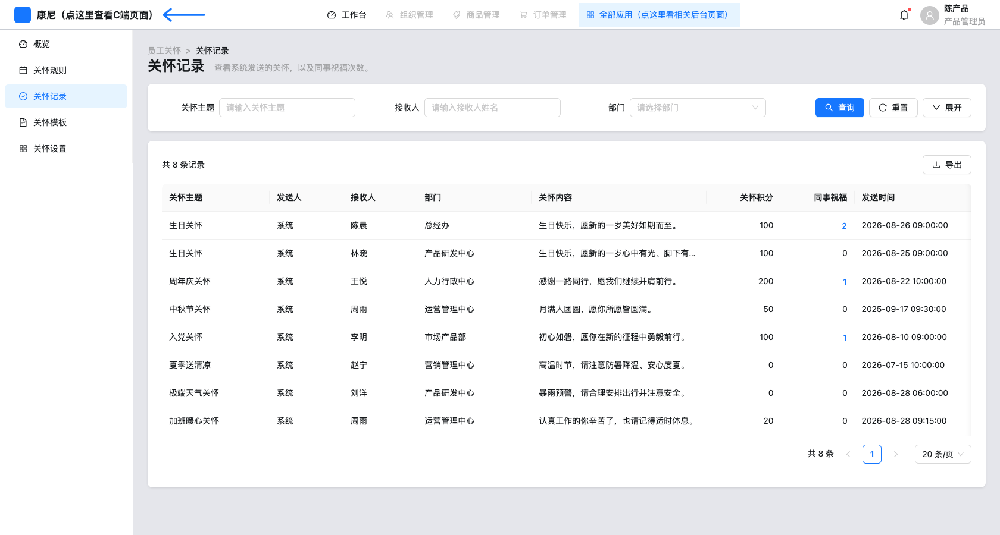 康尼（点这里查看C端页面）
工作台 组织管理 商品管理 订单管理 全部应用（点这里看相关后台页面）
陈产品
产品管理员
概览
关怀规则
关怀记录
关怀模板
关怀设置
员工关怀 > 关怀记录
关怀记录 查看系统发送的关怀，以及同事祝福次数。
关怀主题 请输入关怀主题 接收人 请输入接收人姓名 部门 请选择部门 查询 重置 展开
共 8 条记录 导出
关怀主题 发送人 接收人 部门 关怀内容 关怀积分 同事祝福 发送时间
生日关怀 系统 陈晨 总经办 生日快乐，愿新的一岁美好如期而至。 100 2 2026-08-26 09:00:00
生日关怀 系统 林晓 产品研发中心 生日快乐，愿新的一岁心中有光、脚下有... 100 0 2026-08-25 09:00:00
周年庆关怀 系统 王悦 人力行政中心 感谢一路同行，愿我们继续并肩前行。 200 1 2026-08-22 10:00:00
中秋节关怀 系统 周雨 运营管理中心 月满人团圆，愿你所愿皆圆满。 50 0 2025-09-17 09:30:00
入党关怀 系统 李明 市场产品部 初心如磐，愿你在新的征程中勇毅前行。 100 1 2026-08-10 09:00:00
夏季送清凉 系统 赵宁 营销管理中心 高温时节，请注意防暑降温、安心度夏。 0 0 2026-07-15 10:00:00
极端天气关怀 系统 刘洋 产品研发中心 暴雨预警，请合理安排出行并注意安全。 0 0 2026-08-28 06:00:00
加班暖心关怀 系统 周雨 运营管理中心 认真工作的你辛苦了，也请记得适时休息。 20 0 2026-08-28 09:15:00
共 8 条 < 1 > 20 条/页